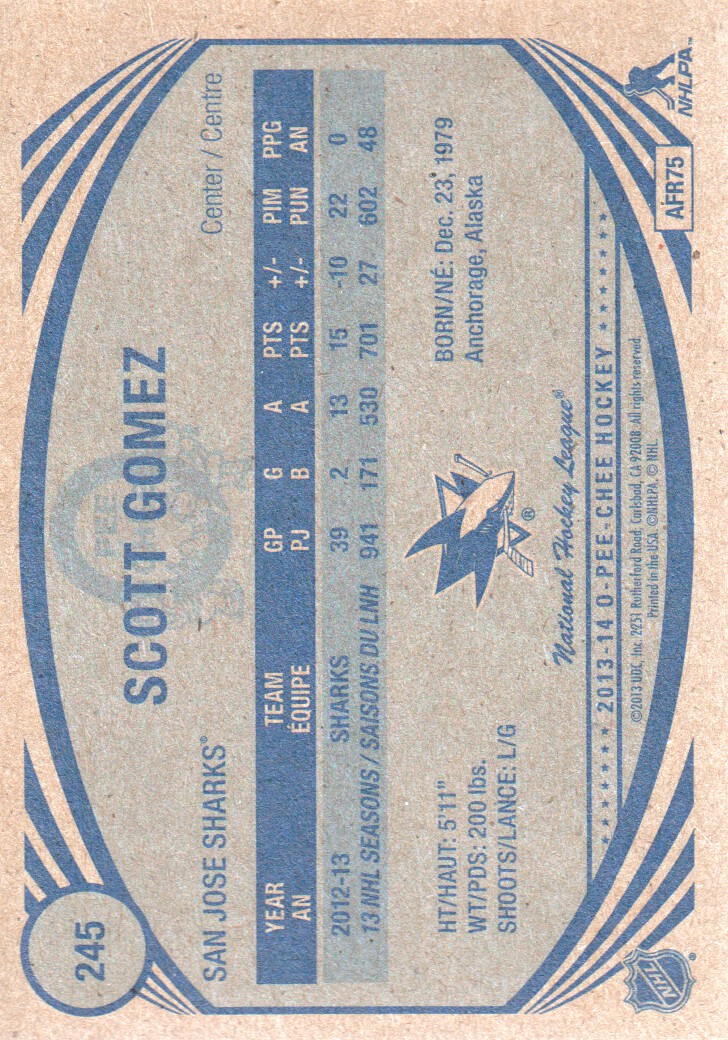 245
SCOTT GOMEZ
SAN JOSE SHARKS® Center / Centre
YEAR TEAM GP G A PTS +/- PIM PPG
AN ÉQUIPE PJ B A PTS +/- PUN AN
2012-13 SHARKS 39 2 13 15 -10 22 0
13 NHL SEASONS / SAISONS DU LNH 941 171 530 701 27 602 48
HT/HAUT: 5'11"
WT/PDS: 200 lbs.
SHOOTS/LANCE: L/G
®
BORN/NÉ: Dec. 23, 1979
Anchorage, Alaska
National Hockey League®
★★★★★★★ 2013-14 O-PEE-CHEE HOCKEY ★★★★★★★
©2013 UDC, Inc. 2251 Rutherford Road, Carlsbad, CA 92008. All rights reserved.
Printed in the USA. ©NHLPA. © NHL.
NHL®
AFR75
NHLPA™